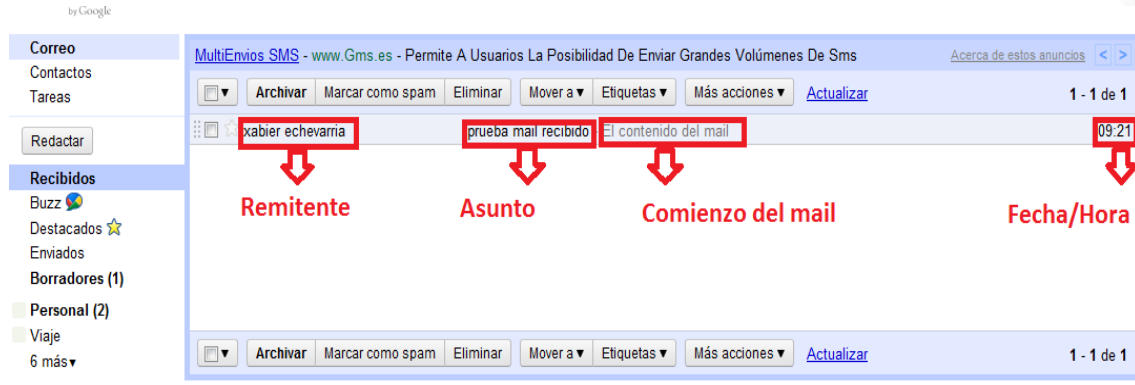 by Google
Correo
Contactos
Tareas
Redactar
Recibidos
Buzz
Destacados
Enviados
Borradores (1)
Personal (2)
Viaje
6 más▾
MultiEnvios SMS - www.Gms.es - Permite A Usuarios La Posibilidad De Enviar Grandes Volúmenes De Sms Acerca de estos anuncios < >
Archivar Marcar como spam Eliminar Mover a ▾ Etiquetas ▾ Más acciones ▾ Actualizar 1 - 1 de 1
xabier echevarria prueba mail recibido - El contenido del mail 09:21
Remitente Asunto Comienzo del mail Fecha/Hora
Archivar Marcar como spam Eliminar Mover a ▾ Etiquetas ▾ Más acciones ▾ Actualizar 1 - 1 de 1